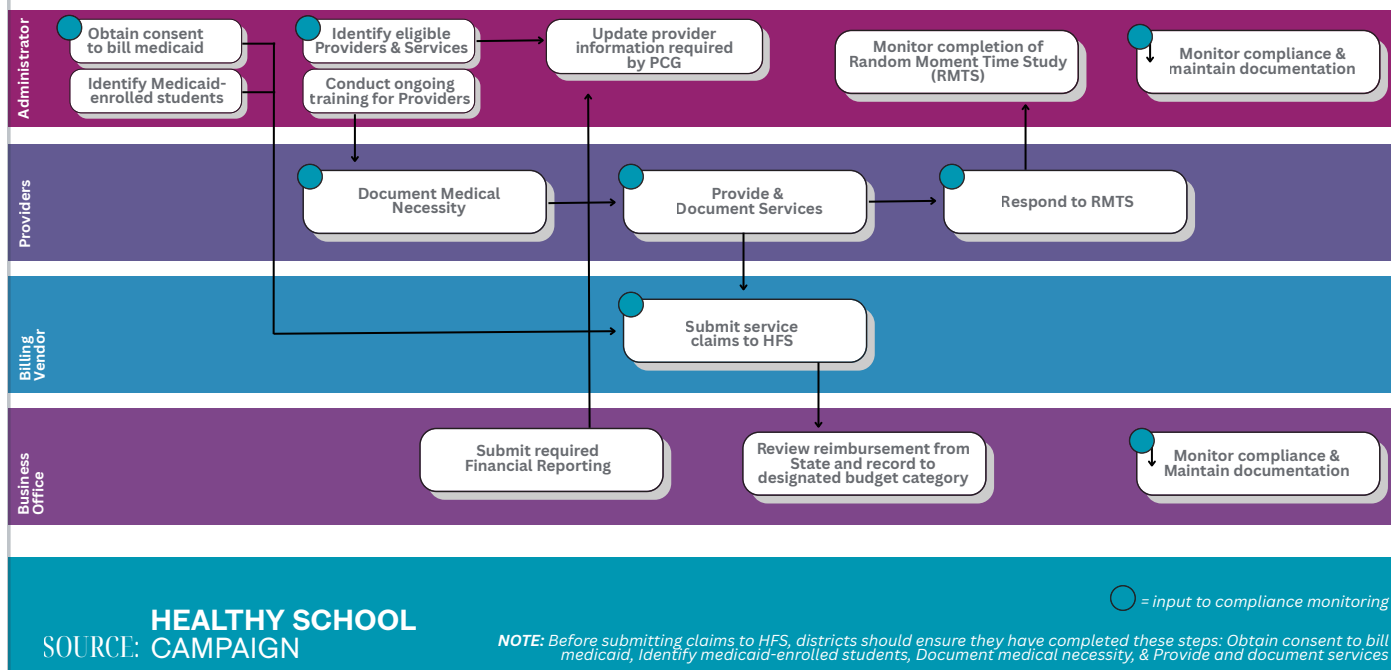 Administrator
Obtain consent
to bill medicaid
Identify Medicaid-
enrolled students
Identify eligible
Providers & Services
Conduct ongoing
training for Providers
Update provider
information required
by PCG
Monitor completion of
Random Moment Time Study
(RMTS)
Monitor compliance &
maintain documentation
Providers
Document Medical
Necessity
Provide &
Document Services
Respond to RMTS
Billing
Vendor
Submit service
claims to HFS
Business
Office
Submit required
Financial Reporting
Review reimbursement from
State and record to
designated budget category
Monitor compliance &
Maintain documentation
= input to compliance monitoring
SOURCE:
HEALTHY SCHOOL
CAMPAIGN
NOTE: Before submitting claims to HFS, districts should ensure they have completed these steps: Obtain consent to bill
medicaid, Identify medicaid-enrolled students, Document medical necessity, & Provide and document services